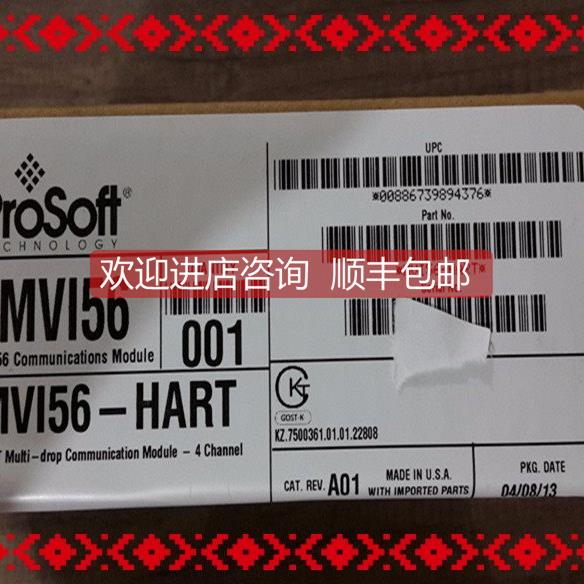 UPC
*00886739894376*
Part No.
ProSoft®
TECHNOLOGY
欢迎进店咨询 顺丰包邮
MVI56
56 Communications Module
001
MVI56-HART
Multi-drop Communication Module - 4 Channel
GOST-K
KZ.7500361.01.01.22808
CAT. REV. A01
MADE IN U.S.A.
WITH IMPORTED PARTS
PKG. DATE
04/08/13